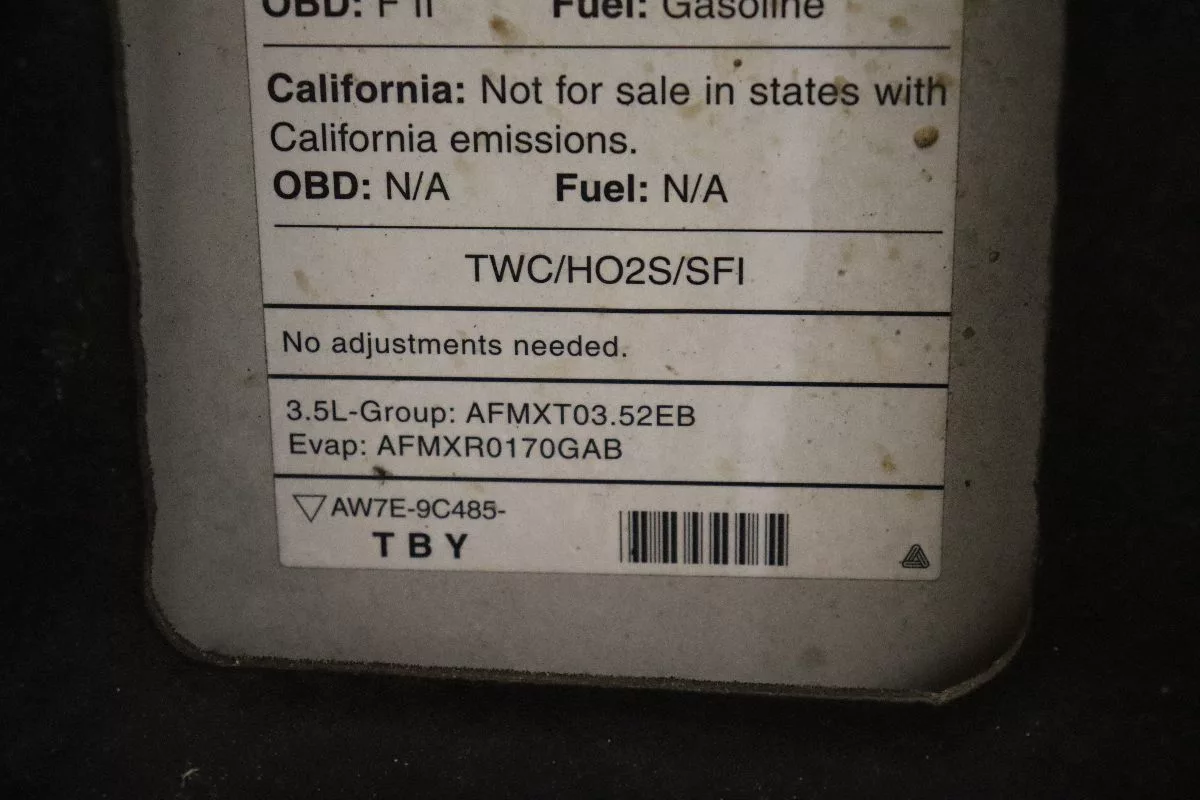 OBD: F II Fuel: Gasoline
California: Not for sale in states with
California emissions.
OBD: N/A Fuel: N/A
TWC/HO2S/SFI
No adjustments needed.
3.5L-Group: AFMXT03.52EB
Evap: AFMXR0170GAB
AW7E-9C485-
TBY